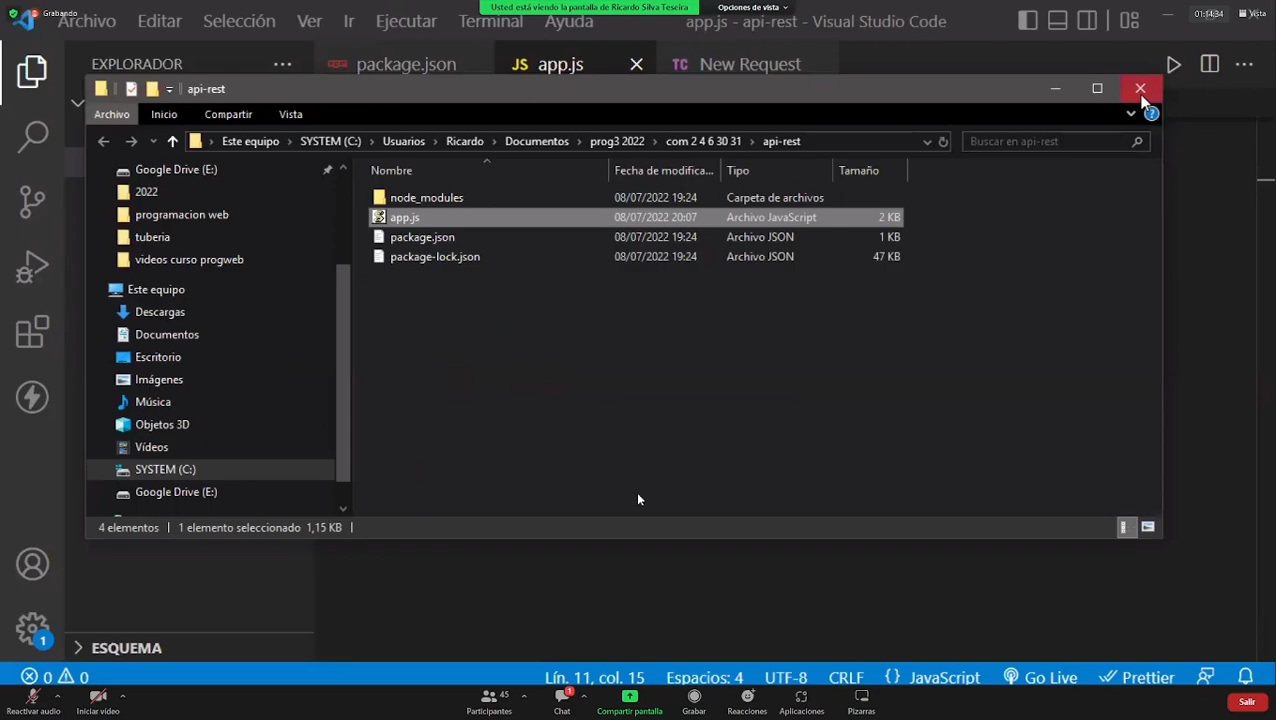 Grabando
Usted está viendo la pantalla de Ricardo Silva Teseira
Opciones de vista
Vista
Archivo Editar Selección Ver Ir Ejecutar Terminal Ayuda app.js - api-rest - Visual Studio Code
EXPLORADOR
package.json
JS app.js
TC New Request
api-rest
Archivo Inicio Compartir Vista
Este equipo > SYSTEM (C:) > Usuarios > Ricardo > Documentos > prog3 2022 > com 2 4 6 30 31 > api-rest
Buscar en api-rest
Nombre Fecha de modifica... Tipo Tamaño
node_modules 08/07/2022 19:24 Carpeta de archivos
app.js 08/07/2022 20:07 Archivo JavaScript 2 KB
package.json 08/07/2022 19:24 Archivo JSON 1 KB
package-lock.json 08/07/2022 19:24 Archivo JSON 47 KB
Google Drive (E:)
2022
programacion web
tuberia
videos curso progweb
Este equipo
Descargas
Documentos
Escritorio
Imágenes
Música
Objetos 3D
Vídeos
SYSTEM (C:)
Google Drive (E:)
4 elementos 1 elemento seleccionado 1,15 KB
ESQUEMA
1
0 0 Lín. 11, col. 15 Espacios: 4 UTF-8 CRLF {} JavaScript Go Live Prettier
45
1
Reactivar audio Iniciar video Participantes Chat Compartir pantalla Grabar Reacciones Aplicaciones Pizarras Salir